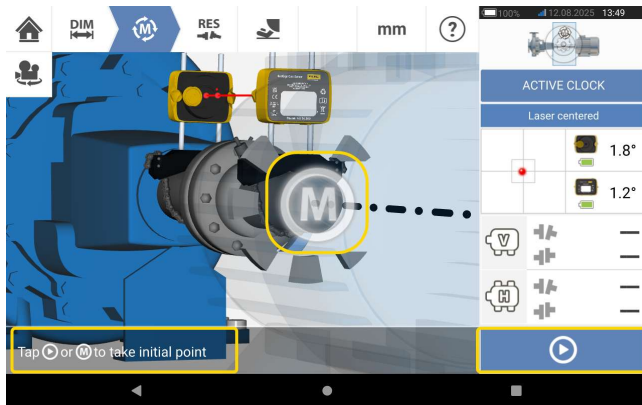 DIM
M
RES
mm
?
100%
12.08.2025
13:49
ACTIVE CLOCK
Laser centered
1.8°
1.2°
V
H
M
Tap or M to take initial point